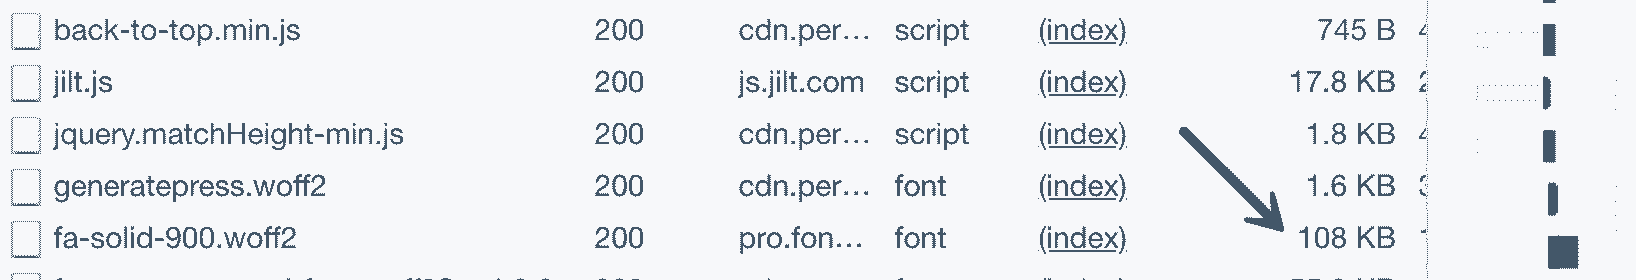 back-to-top.min.js 200 cdn.per... script (index) 745 B
jilt.js 200 js.jilt.com script (index) 17.8 KB
jquery.matchHeight-min.js 200 cdn.per... script (index) 1.8 KB
generatepress.woff2 200 cdn.per... font (index) 1.6 KB
fa-solid-900.woff2 200 pro.fon... font (index) 108 KB